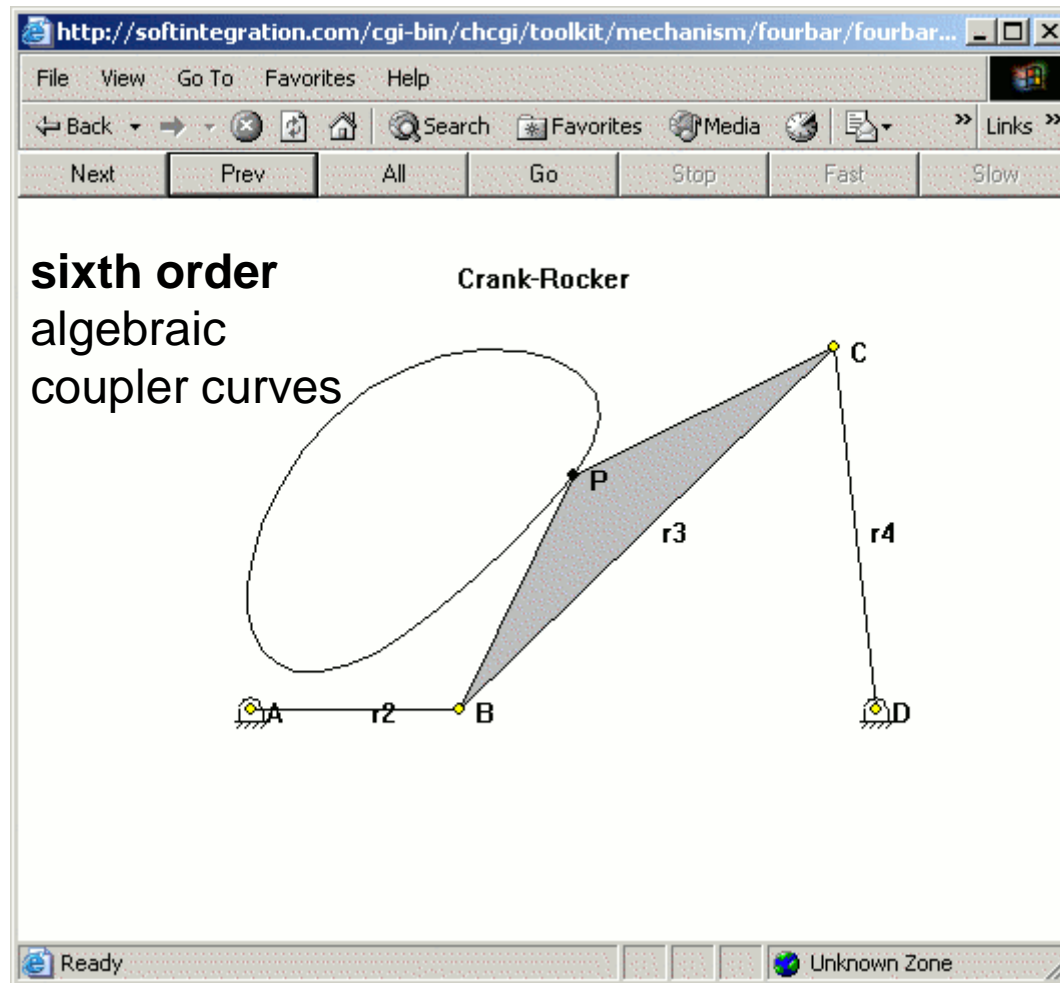 http://softintegration.com/cgi-bin/chcgi/toolkit/mechanism/fourbar/fourbar...
File View Go To Favorites Help
Back Search Favorites Media » Links »
Next Prev All Go Stop Fast Slow
sixth order
algebraic
coupler curves
Crank-Rocker
C
P
r3
r4
A
r2
B
D
Ready
Unknown Zone